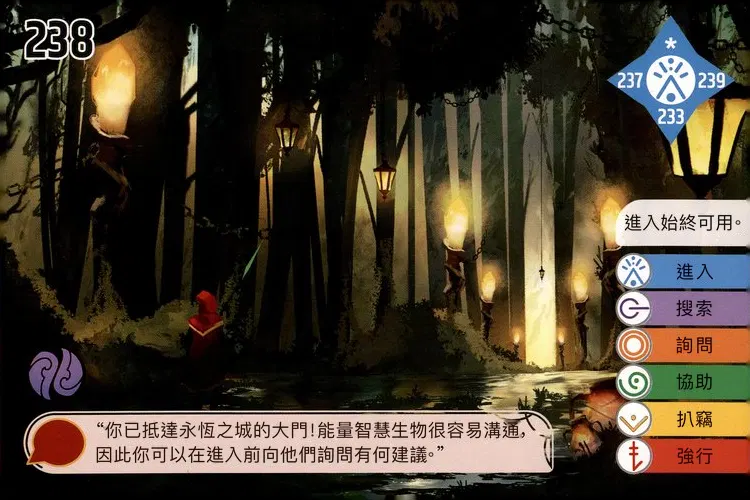 238
*
237 239
233
進入始終可用。
進入
搜索
詢問
協助
扒竊
強行
“你已抵達永恆之城的大門!能量智慧生物很容易溝通,
因此你可以在進入前向他們詢問有何建議。”